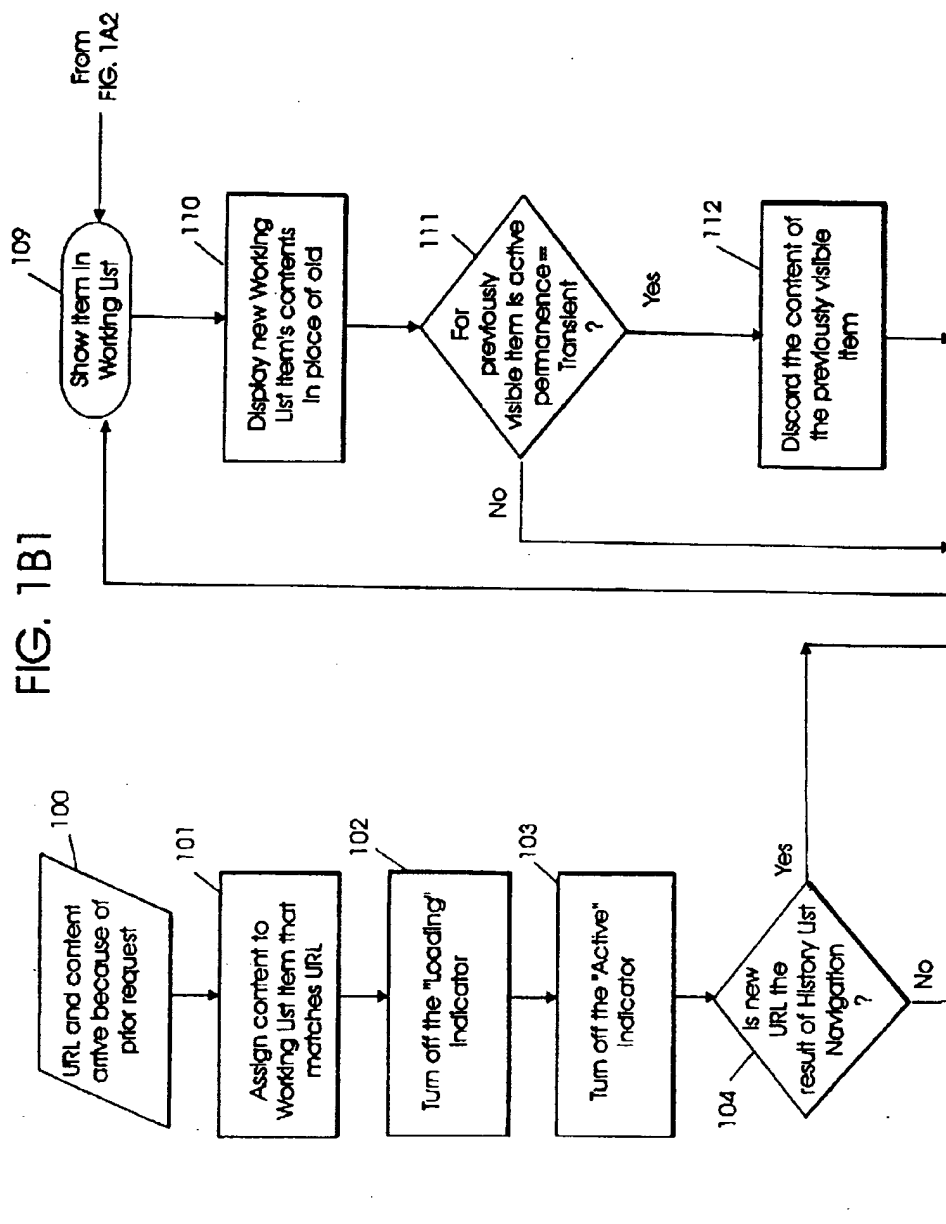 FIG. 1B1
100
URL and content
arrive because of
prior request
101
Assign content to
Working List Item that
matches URL
102
Turn off the "Loading"
Indicator
103
Turn off the "Active"
Indicator
104
Is new
URL the
result of History List
Navigation
?
Yes
No
From
FIG. 1A2
109
Show Item In
Working List
110
Display new Working
List Item's contents
In place of old
111
For
previously
visible Item is active
permanence=
Transient
?
No
Yes
112
Discard the content of
the previously visible
Item